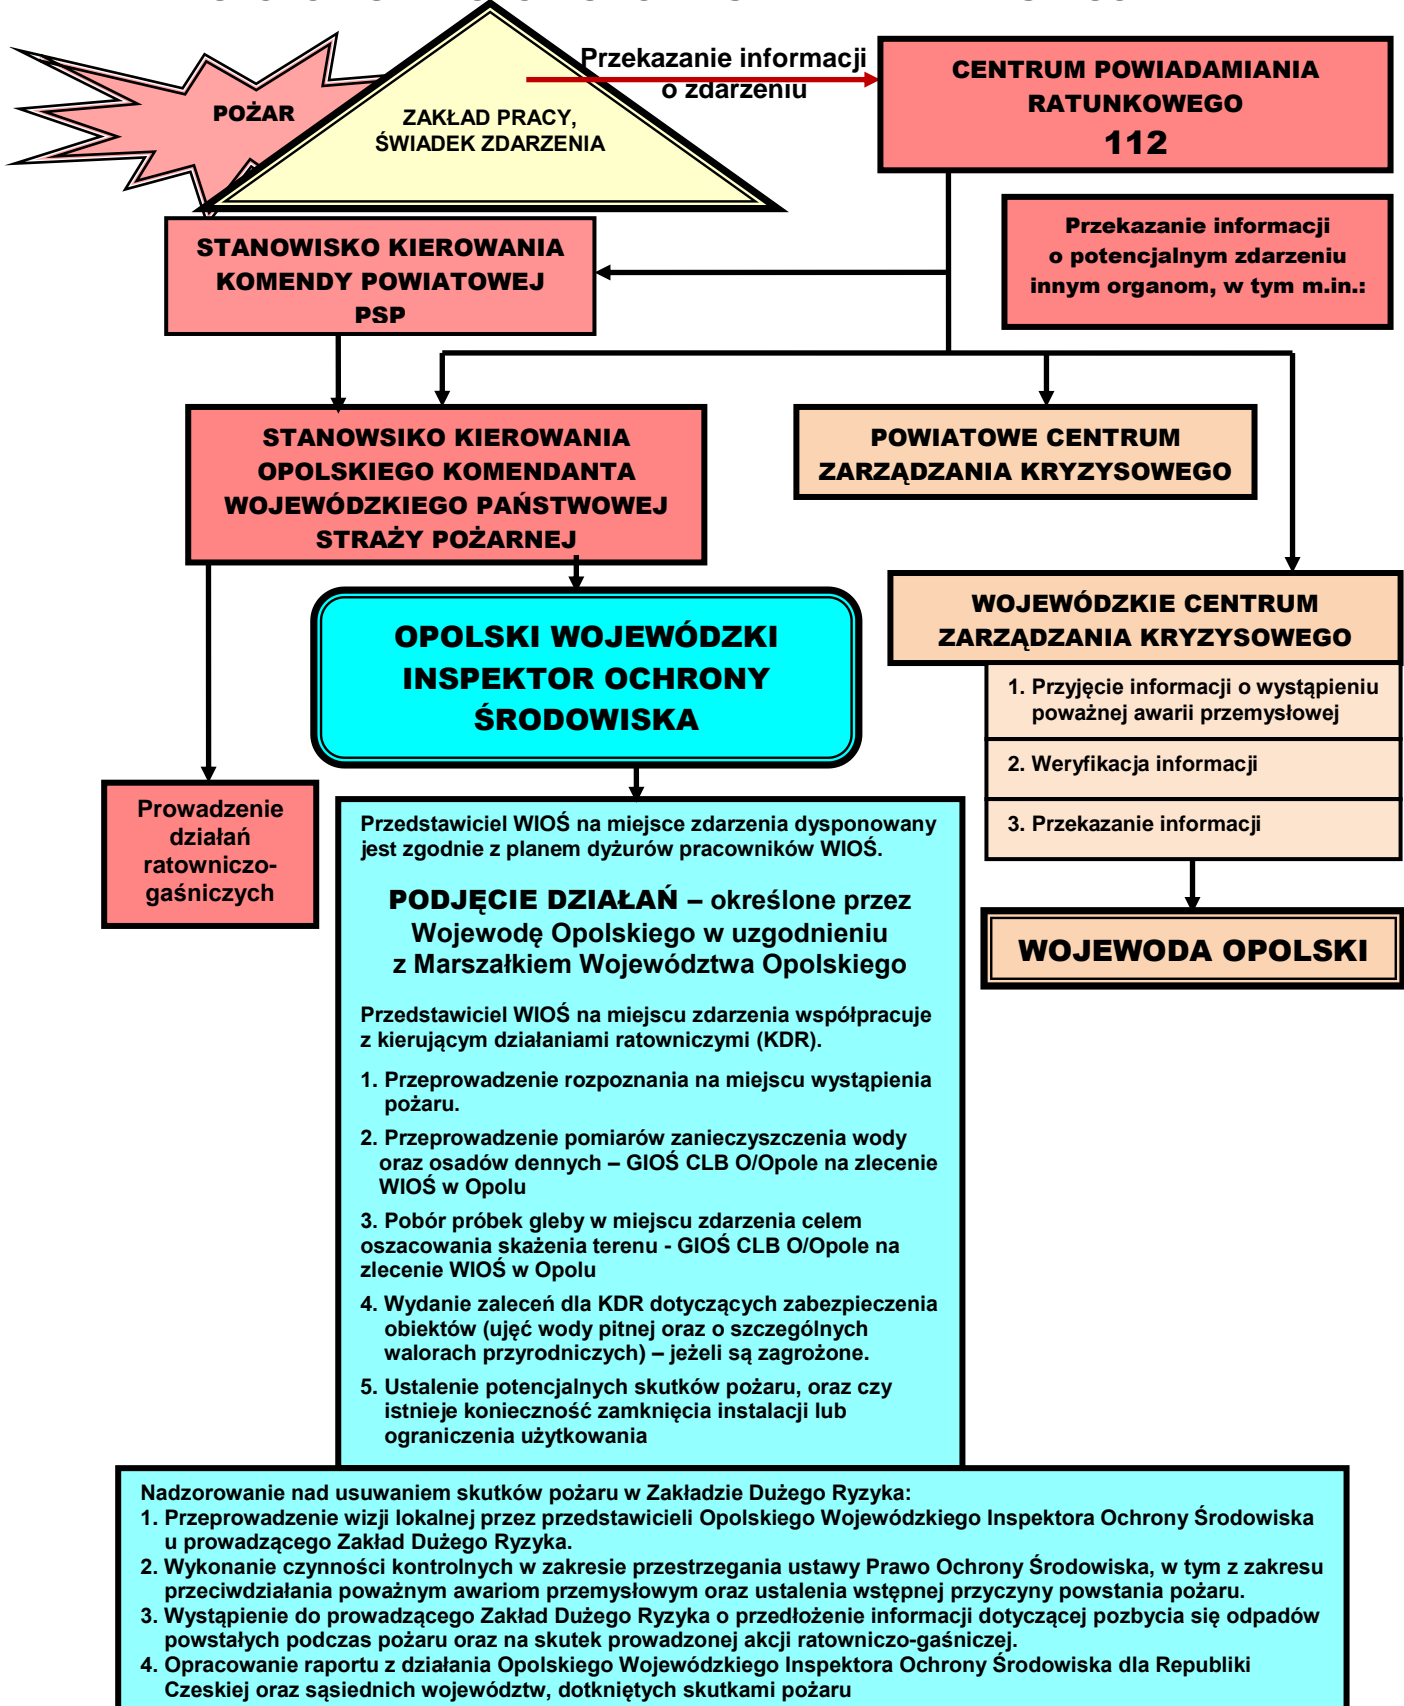 POŻAR
ZAKŁAD PRACY,
ŚWIADEK ZDARZENIA
Przekazanie informacji
o zdarzeniu
CENTRUM POWIADAMIANIA
RATUNKOWEGO
112
Przekazanie informacji
o potencjalnym zdarzeniu
innym organom, w tym m.in.:
STANOWISKO KIEROWANIA
KOMENDY POWIATOWEJ
PSP
STANOWSIKO KIEROWANIA
OPOLSKIEGO KOMENDANTA
WOJEWÓDZKIEGO PAŃSTWOWEJ
STRAŻY POŻARNEJ
POWIATOWE CENTRUM
ZARZĄDZANIA KRYZYSOWEGO
OPOLSKI WOJEWÓDZKI
INSPEKTOR OCHRONY
ŚRODOWISKA
WOJEWÓDZKIE CENTRUM
ZARZĄDZANIA KRYZYSOWEGO
1. Przyjęcie informacji o wystąpieniu
poważnej awarii przemysłowej
2. Weryfikacja informacji
3. Przekazanie informacji
WOJEWODA OPOLSKI
Prowadzenie
działań
ratowniczo-
gaśniczych
Przedstawiciel WIOŚ na miejsce zdarzenia dysponowany
jest zgodnie z planem dyżurów pracowników WIOŚ.
PODJĘCIE DZIAŁAŃ – określone przez
Wojewodę Opolskiego w uzgodnieniu
z Marszałkiem Województwa Opolskiego
Przedstawiciel WIOŚ na miejscu zdarzenia współpracuje
z kierującym działaniami ratowniczymi (KDR).
1. Przeprowadzenie rozpoznania na miejscu wystąpienia
pożaru.
2. Przeprowadzenie pomiarów zanieczyszczenia wody
oraz osadów dennych – GIOŚ CLB O/Opole na zlecenie
WIOŚ w Opolu
3. Pobór próbek gleby w miejscu zdarzenia celem
oszacowania skażenia terenu - GIOŚ CLB O/Opole na
zlecenie WIOŚ w Opolu
4. Wydanie zaleceń dla KDR dotyczących zabezpieczenia
obiektów (ujęć wody pitnej oraz o szczególnych
walorach przyrodniczych) – jeżeli są zagrożone.
5. Ustalenie potencjalnych skutków pożaru, oraz czy
istnieje konieczność zamknięcia instalacji lub
ograniczenia użytkowania
Nadzorowanie nad usuwaniem skutków pożaru w Zakładzie Dużego Ryzyka:
1. Przeprowadzenie wizji lokalnej przez przedstawicieli Opolskiego Wojewódzkiego Inspektora Ochrony Środowiska
u prowadzącego Zakład Dużego Ryzyka.
2. Wykonanie czynności kontrolnych w zakresie przestrzegania ustawy Prawo Ochrony Środowiska, w tym z zakresu
przeciwdziałania poważnym awariom przemysłowym oraz ustalenia wstępnej przyczyny powstania pożaru.
3. Wystąpienie do prowadzącego Zakład Dużego Ryzyka o przedłożenie informacji dotyczącej pozbycia się odpadów
powstałych podczas pożaru oraz na skutek prowadzonej akcji ratowniczo-gaśniczej.
4. Opracowanie raportu z działania Opolskiego Wojewódzkiego Inspektora Ochrony Środowiska dla Republiki
Czeskiej oraz sąsiednich województw, dotkniętych skutkami pożaru